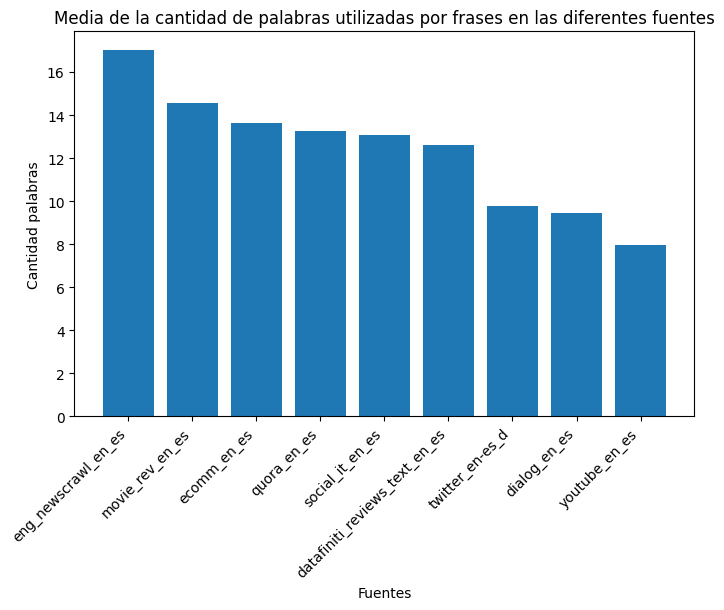 Media de la cantidad de palabras utilizadas por frases en las diferentes fuentes
16
14
12
10
8
6
4
2
0
Cantidad palabras
eng_newscrawl_en_es
movie_rev_en_es
ecomm_en_es
quora_en_es
social_it_en_es
datafiniti_reviews_text_en_es
twitter_en-es_d
dialog_en_es
youtube_en_es
Fuentes